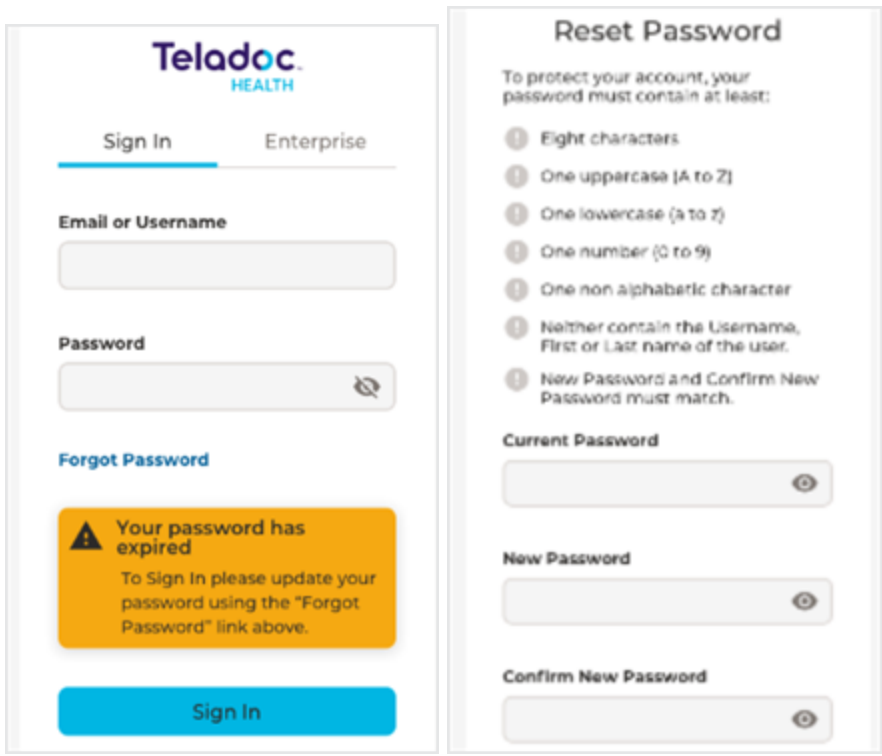 Teladoc
HEALTH
Sign In
Enterprise
Email or Username
Password
Forgot Password
Your password has
expired
To Sign In please update your
password using the "Forgot
Password" link above.
Sign In
Reset Password
To protect your account, your
password must contain at least:
Eight characters
One uppercase (A to Z)
One lowercase (a to z)
One number (0 to 9)
One non alphabetic character
Neither contain the Username,
First or Last name of the user.
New Password and Confirm New
Password must match.
Current Password
New Password
Confirm New Password